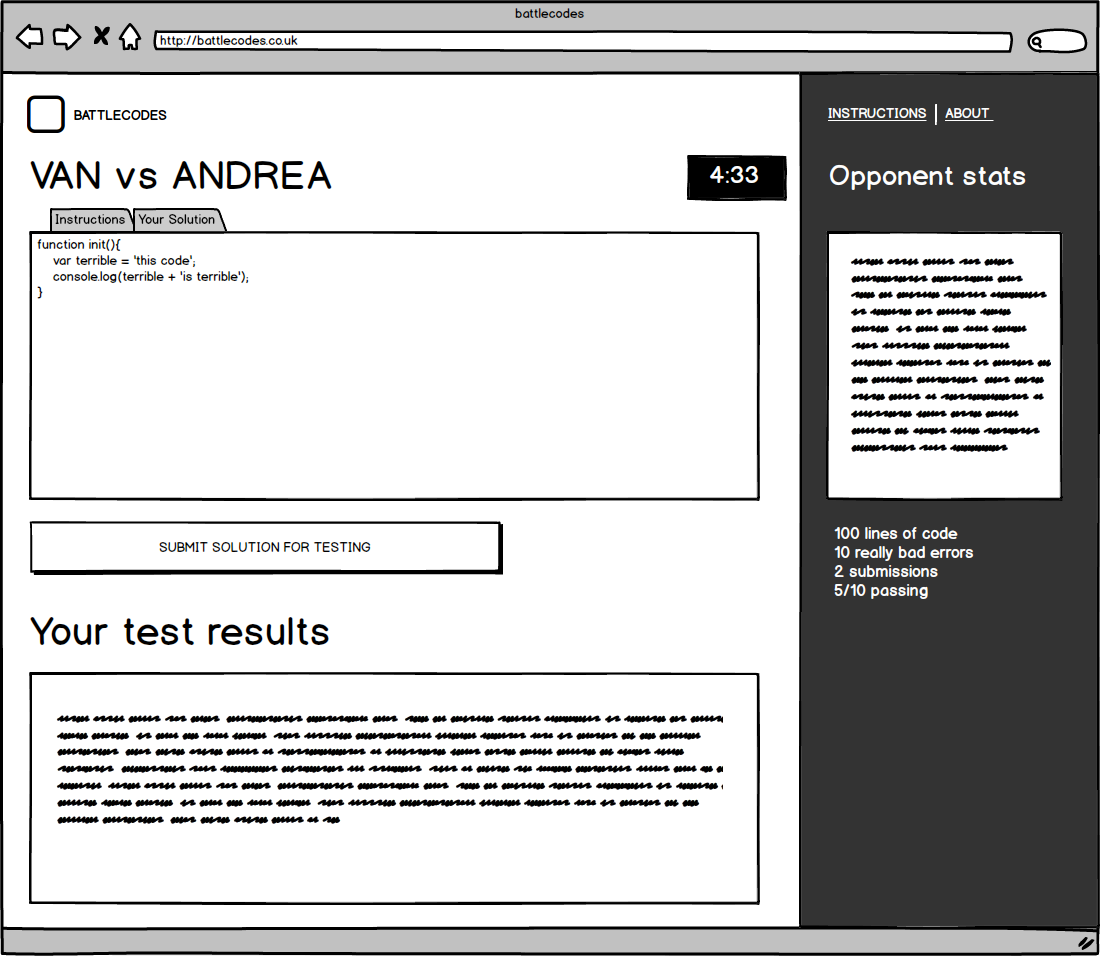 battlecodes
http://battlecodes.co.uk
BATTLECODES
INSTRUCTIONS | ABOUT
VAN vs ANDREA
4:33
Opponent stats
Instructions
Your Solution
function init(){
    var terrible = 'this code';
    console.log(terrible + 'is terrible');
}
SUBMIT SOLUTION FOR TESTING
100 lines of code
10 really bad errors
2 submissions
5/10 passing
Your test results